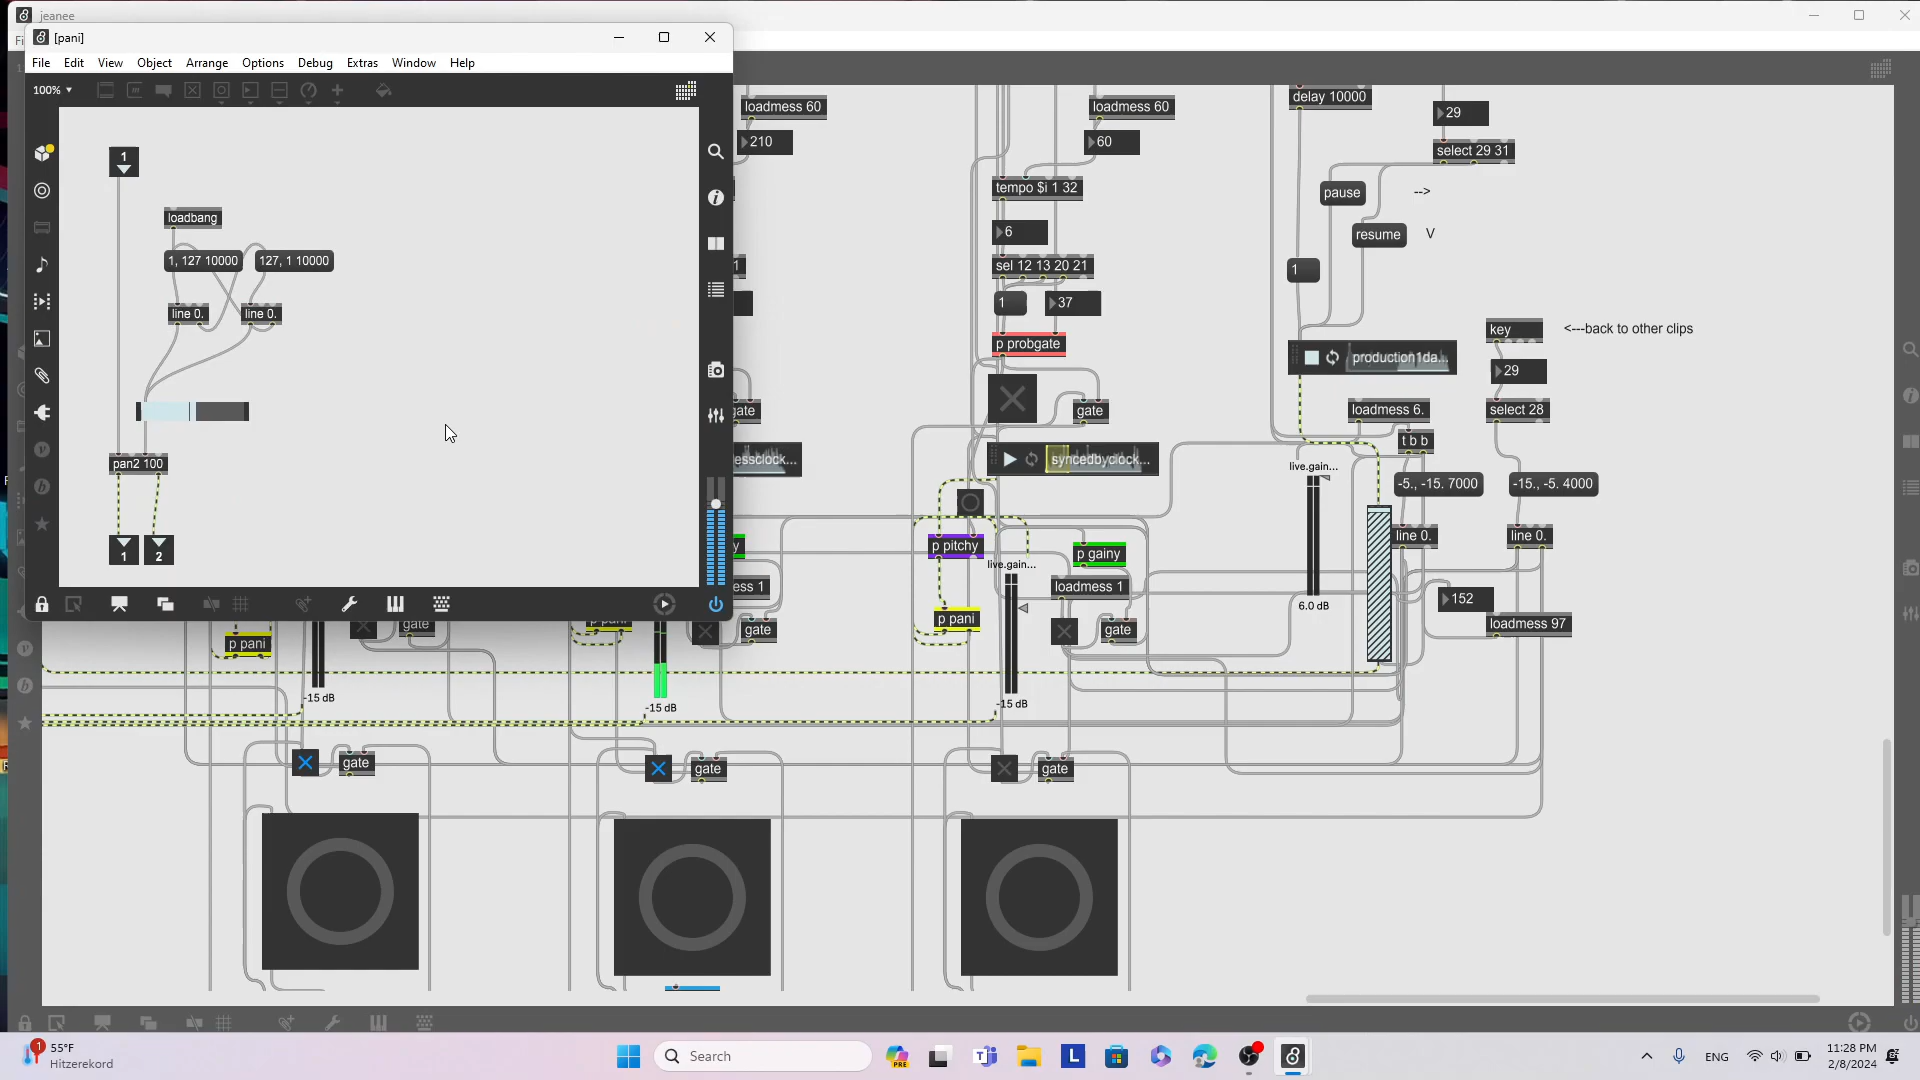 jeanee
[pani]
File Edit View Object Arrange Options Debug Extras Window Help
100%
1
loadbang
1, 127 10000
127, 1 10000
line 0.
line 0.
pan2 100
1
2
loadmess 60
210
loadmess 60
60
tempo $i 1 32
6
sel 12 13 20 21
1
37
p probgate
gate
gate
syncedbyclock...
p pitchy
p gainy
live.gain...
loadmess 1
p pani
gate
-15 dB
delay 10000
29
select 29 31
pause
-->
resume
V
1
production1da...
key
<---back to other clips
29
select 28
loadmess 6.
t b b
live.gain...
-5., -15. 7000
-15., -5. 4000
line 0.
line 0.
6.0 dB
152
loadmess 97
p pani
gate
-15 dB
gate
-15 dB
gate
gate
gate
55°F
Hitzerekord
1
Search
PRE
L
ENG
11:28 PM
2/8/2024